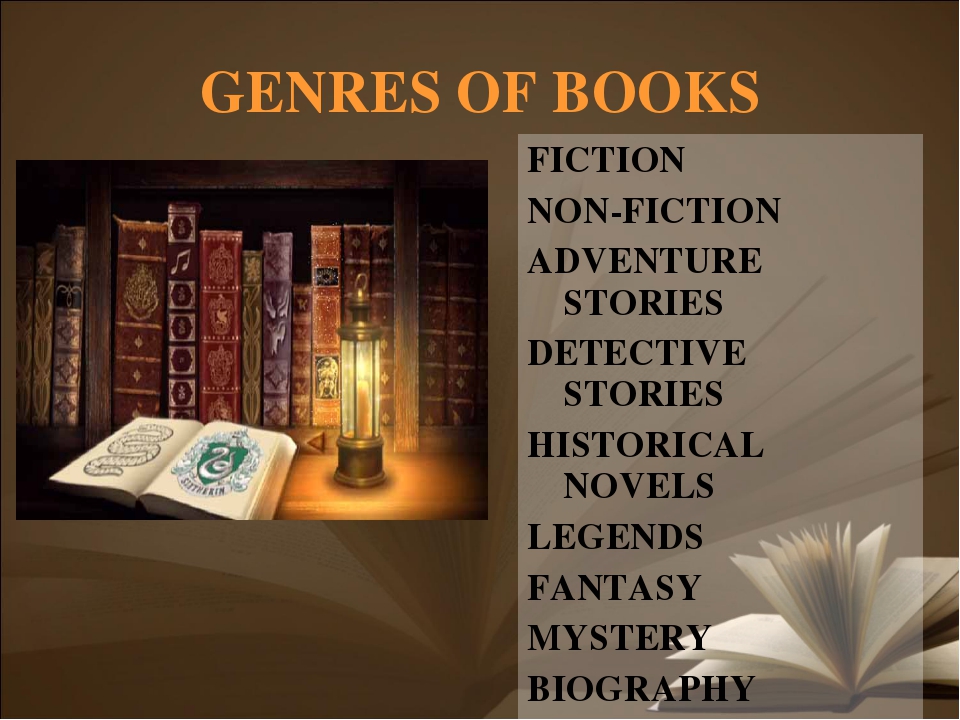 GENRES OF BOOKS
FICTION
NON-FICTION
ADVENTURE
STORIES
DETECTIVE
STORIES
HISTORICAL
NOVELS
LEGENDS
FANTASY
MYSTERY
BIOGRAPHY